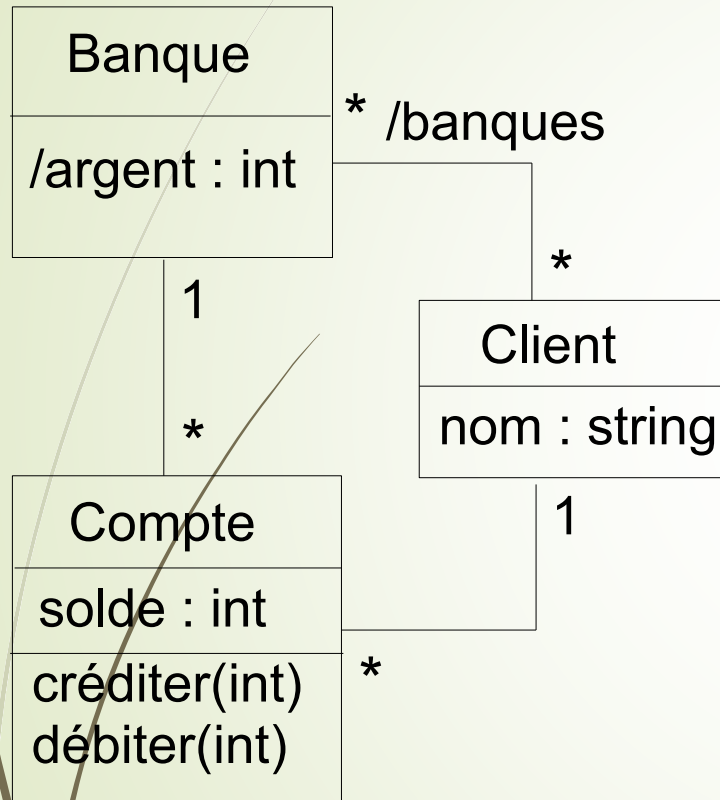 Banque
/argent : int
* /banques
*
1
*
Client
nom : string
1
*
Compte
solde : int
créditer(int)
débiter(int)